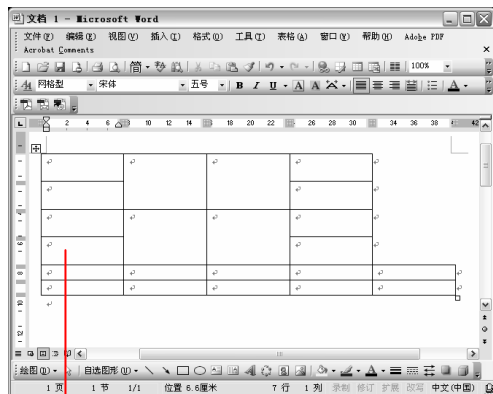 文档 1 - Microsoft Word
文件(F) 编辑(E) 视图(V) 插入(I) 格式(O) 工具(T) 表格(A) 窗口(W) 帮助(H) Adobe PDF
Acrobat Comments
100%
网格型 宋体 五号 B I U A A A
2 4 6 8 10 12 14 16 18 20 22 26 28 30 34 36 38 42
绘图(D) 自选图形(U) A
1 页 1 节 1/1 位置 6.6厘米 7 行 1 列 录制 修订 扩展 改写 中文(中国)